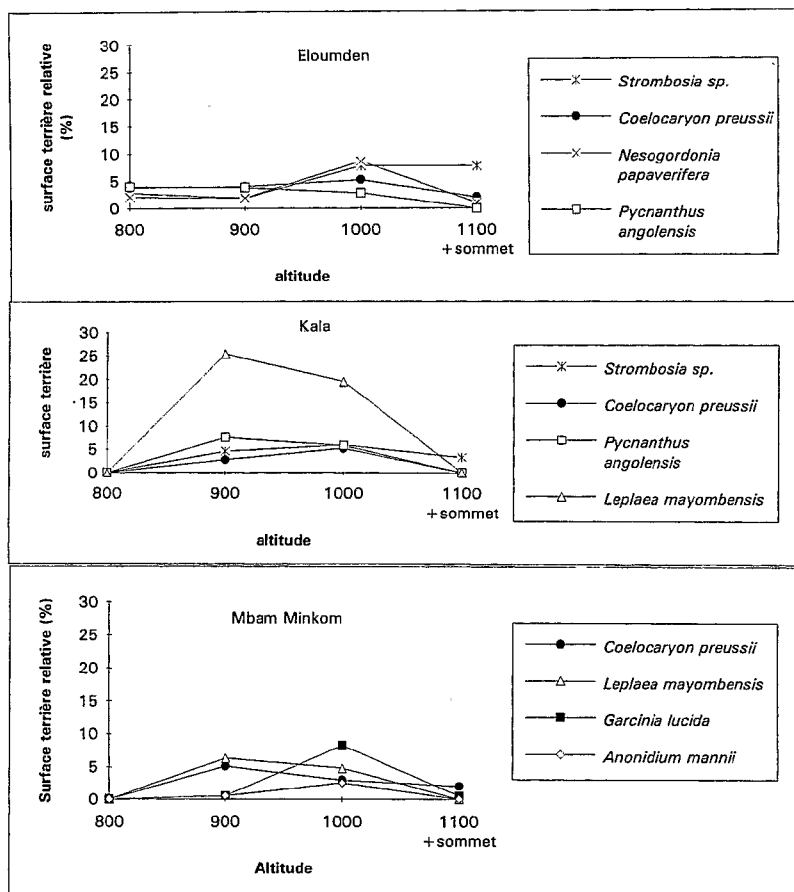 Eloumden
surface terrière relative
(%)
30
25
20
15
10
5
0
800 900 1000 1100
+sommet
altitude
Strombosia sp.
Coelocaryon preussii
Nesogordonia
papaverifera
Pycnanthus
angolensis
Kala
surface terrière
30
25
20
15
10
5
0
800 900 1000 1100
+sommet
altitude
Strombosia sp.
Coelocaryon preussii
Pycnanthus
angolensis
Leplaea mayombensis
Mbam Minkom
Surface terrière relative (%)
30
25
20
15
10
5
0
800 900 1000 1100
+sommet
Altitude
Coelocaryon preussii
Leplaea mayombensis
Garcinia lucida
Anonidium mannii